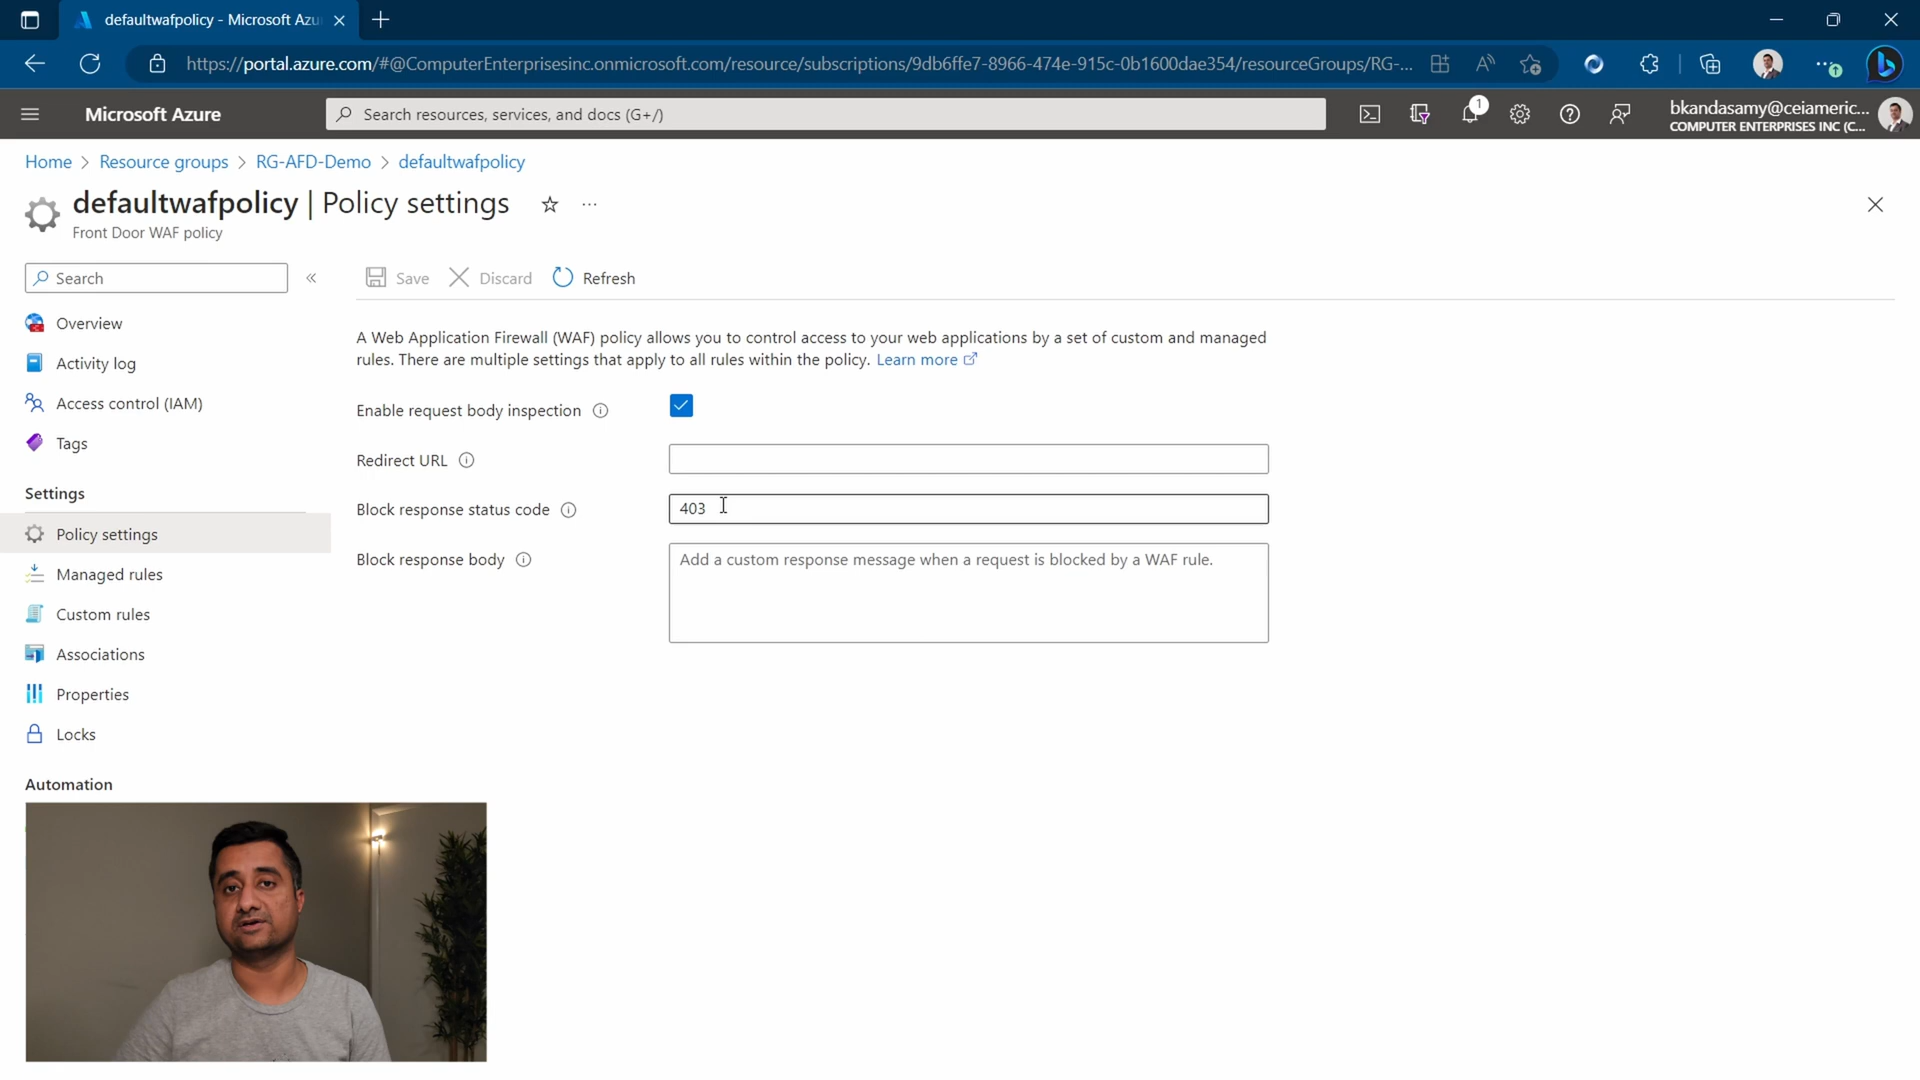 defaultwafpolicy - Microsoft Azu
https://portal.azure.com/#@ComputerEnterprisesinc.onmicrosoft.com/resource/subscriptions/9db6ffe7-8966-474e-915c-0b1600dae354/resourceGroups/RG-...
Microsoft Azure
Search resources, services, and docs (G+/)
1
bkandasamy@ceiameric...
COMPUTER ENTERPRISES INC (C...
Home > Resource groups > RG-AFD-Demo > defaultwafpolicy
defaultwafpolicy | Policy settings
Front Door WAF policy
Search
Save
Discard
Refresh
Overview
Activity log
Access control (IAM)
Tags
Settings
Policy settings
Managed rules
Custom rules
Associations
Properties
Locks
Automation
A Web Application Firewall (WAF) policy allows you to control access to your web applications by a set of custom and managed
rules. There are multiple settings that apply to all rules within the policy. Learn more
Enable request body inspection
Redirect URL
Block response status code
403
Block response body
Add a custom response message when a request is blocked by a WAF rule.